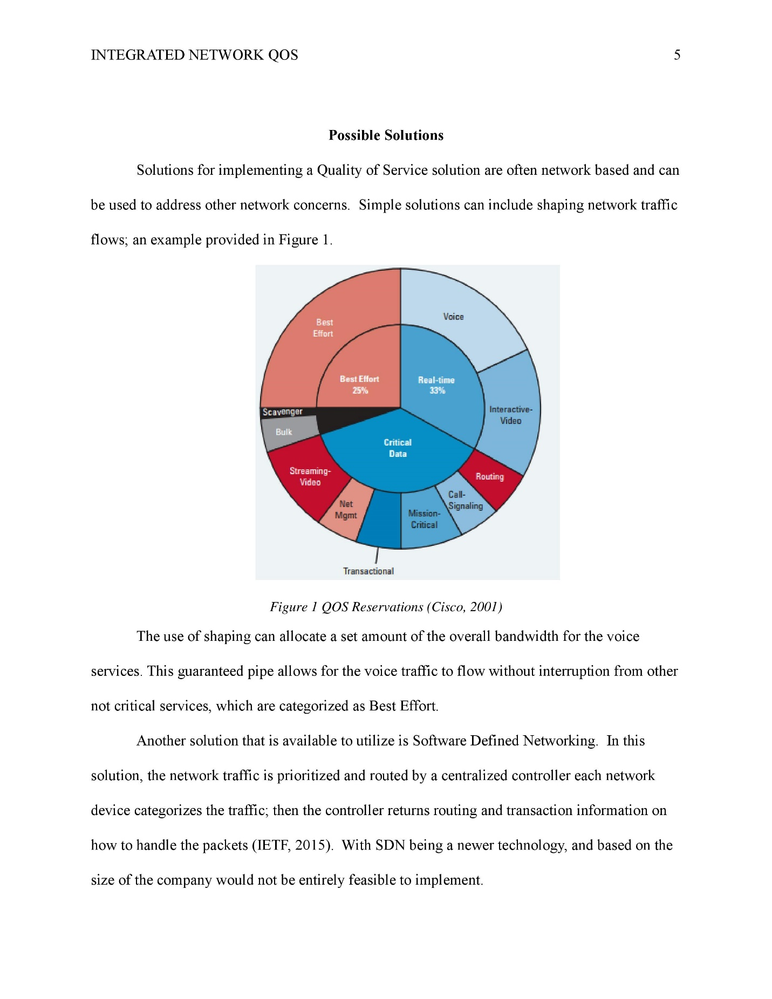 INTEGRATED NETWORK QOS 5
Possible Solutions
Solutions for implementing a Quality of Service solution are often network based and can
be used to address other network concerns.  Simple solutions can include shaping network traffic
flows; an example provided in Figure 1.
Best
Effort
Voice
Best Effort
25%
Real-time
33%
Scavenger
Interactive-
Video
Bulk
Critical
Data
Streaming-
Video
Routing
Net
Mgmt
Call-
Signaling
Mission-
Critical
Transactional
Figure 1 QOS Reservations (Cisco, 2001)
The use of shaping can allocate a set amount of the overall bandwidth for the voice
services. This guaranteed pipe allows for the voice traffic to flow without interruption from other
not critical services, which are categorized as Best Effort.
Another solution that is available to utilize is Software Defined Networking.  In this
solution, the network traffic is prioritized and routed by a centralized controller each network
device categorizes the traffic; then the controller returns routing and transaction information on
how to handle the packets (IETF, 2015).  With SDN being a newer technology, and based on the
size of the company would not be entirely feasible to implement.